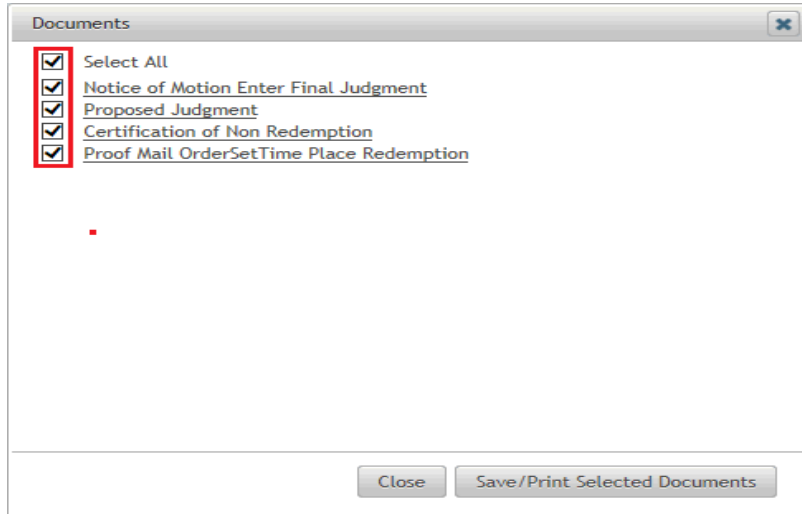 Documents
Select All
Notice of Motion Enter Final Judgment
Proposed Judgment
Certification of Non Redemption
Proof Mail OrderSetTime Place Redemption
Close Save/Print Selected Documents